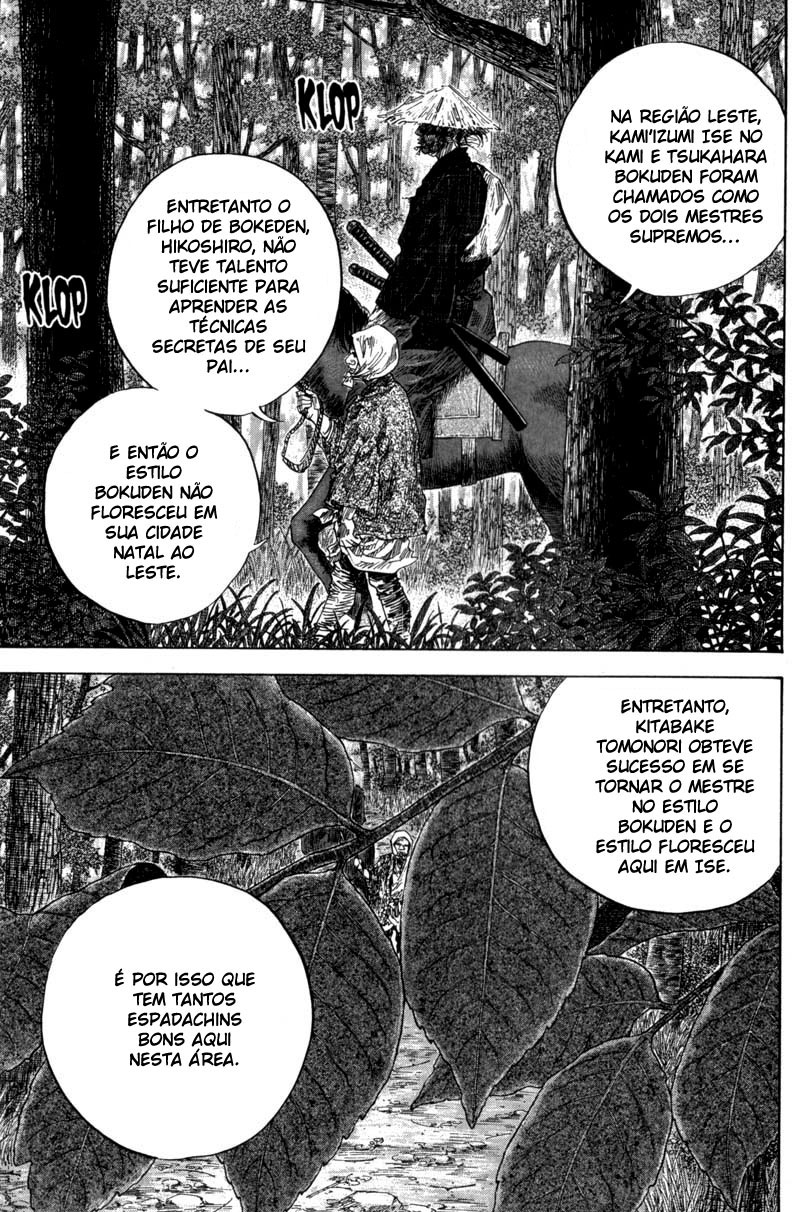 NA REGIÃO LESTE,
KAMI'IZUMI ISE NO
KAMI E TSUKAHARA
BOKUDEN FORAM
CHAMADOS COMO
OS DOIS MESTRES
SUPREMOS...
KLOP
ENTRETANTO O
FILHO DE BOKEDEN,
HIKOSHIRO, NÃO
TEVE TALENTO
SUFICIENTE PARA
APRENDER AS
TÉCNICAS
SECRETAS DE SEU
PAI...
KLOP
E ENTÃO O
ESTILO
BOKUDEN NÃO
FLORESCEU EM
SUA CIDADE
NATAL AO
LESTE.
ENTRETANTO,
KITABAKE
TOMONORI OBTEVE
SUCESSO EM SE
TORNAR O MESTRE
NO ESTILO
BOKUDEN E O
ESTILO FLORESCEU
AQUI EM ISE.
É POR ISSO QUE
TEM TANTOS
ESPADACHINS
BONS AQUI
NESTA ÁREA.